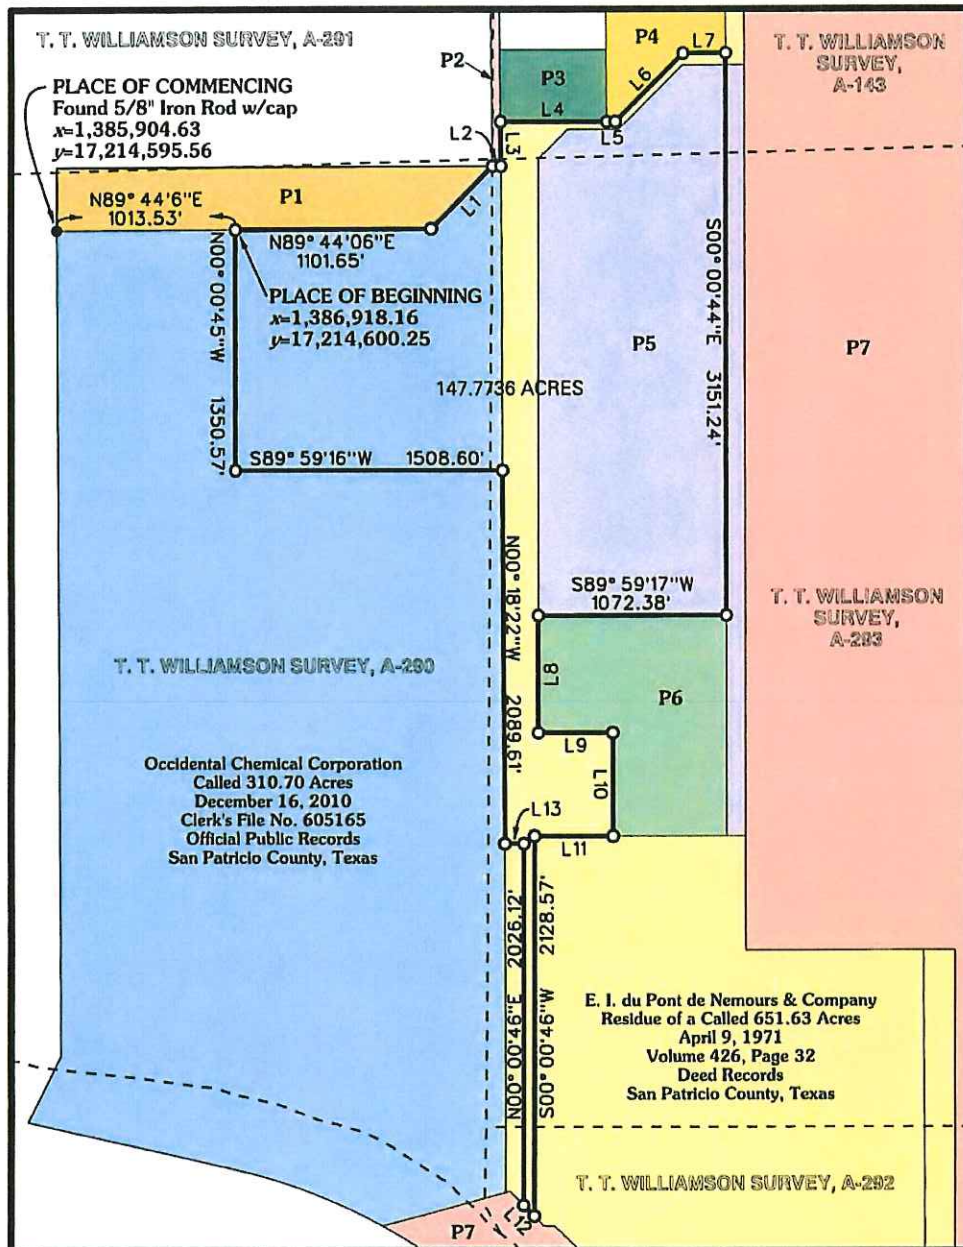 T. T. WILLIAMSON SURVEY, A-291
P2
P3
P4
L7
T. T. WILLIAMSON
SURVEY,
A-143
PLACE OF COMMENCING
Found 5/8" Iron Rod w/cap
x=1,385,904.63
y=17,214,595.56
L6
L4
L5
L2
L3
N89° 44'6"E
1013.53'
P1
L1
N89° 44'06"E
1101.65'
N00° 00'45"W 1350.57'
PLACE OF BEGINNING
x=1,386,918.16
y=17,214,600.25
S00° 00'44"E 3151.24'
P5
P7
147.7736 ACRES
S89° 59'16"W 1508.60'
N00° 18'22"W 2089.61'
S89° 59'17"W
1072.38'
T. T. WILLIAMSON
SURVEY,
A-293
T. T. WILLIAMSON SURVEY, A-290
L8
P6
L9
L10
Occidental Chemical Corporation
Called 310.70 Acres
December 16, 2010
Clerk's File No. 605165
Official Public Records
San Patricio County, Texas
L13
L11
N00° 00'46"E 2026.12'
S00° 00'46"W 2128.57'
E. I. du Pont de Nemours & Company
Residue of a Called 651.63 Acres
April 9, 1971
Volume 426, Page 32
Deed Records
San Patricio County, Texas
T. T. WILLIAMSON SURVEY, A-292
L12
P7